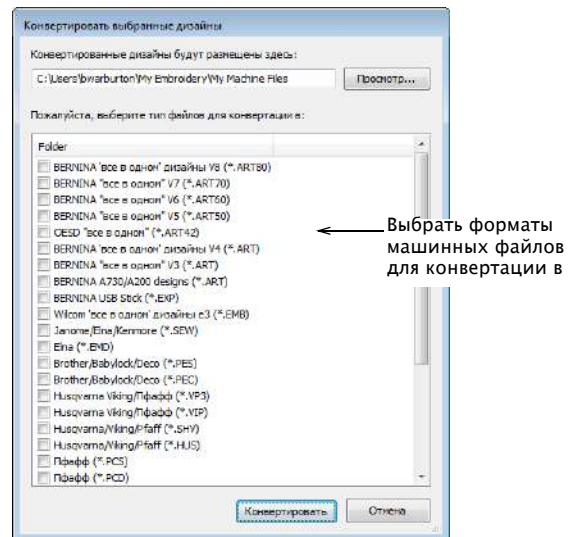 Конвертировать выбранные дизайны
Конвертированные дизайны будут размещены здесь:
C:\Users\bwarburton\My Embroidery\My Machine Files
Просмотр...
Пожалуйста, выберите тип файлов для конвертации в:
Folder
BERNINA 'все в одном' дизайны V8 (*.ART80)
BERNINA "все в одном" V7 (*.ART70)
BERNINA "все в одном" V6 (*.ART60)
BERNINA "все в одном" V5 (*.ART50)
OESD "все в одном" (*.ART42)
BERNINA 'все в одном' дизайны V4 (*.ART)
BERNINA "все в одном" V3 (*.ART)
BERNINA A730/A200 designs (*.ART)
BERNINA USB Stick (*.EXP)
Wilcom 'все в одном' дизайны e3 (*.EMB)
Janome/Elna/Kenmore (*.SEW)
Elna (*.EMD)
Brother/Babylock/Deco (*.PES)
Brother/Babylock/Deco (*.PEC)
Husqvarna Viking/Пфафф (*.VP3)
Husqvarna Viking/Пфафф (*.VIP)
Husqvarna/Viking/Pfaff (*.SHV)
Husqvarna/Viking/Pfaff (*.HUS)
Пфафф (*.PCS)
Пфафф (*.PCD)
Выбрать форматы
машинных файлов
для конвертации в
Конвертировать
Отмена